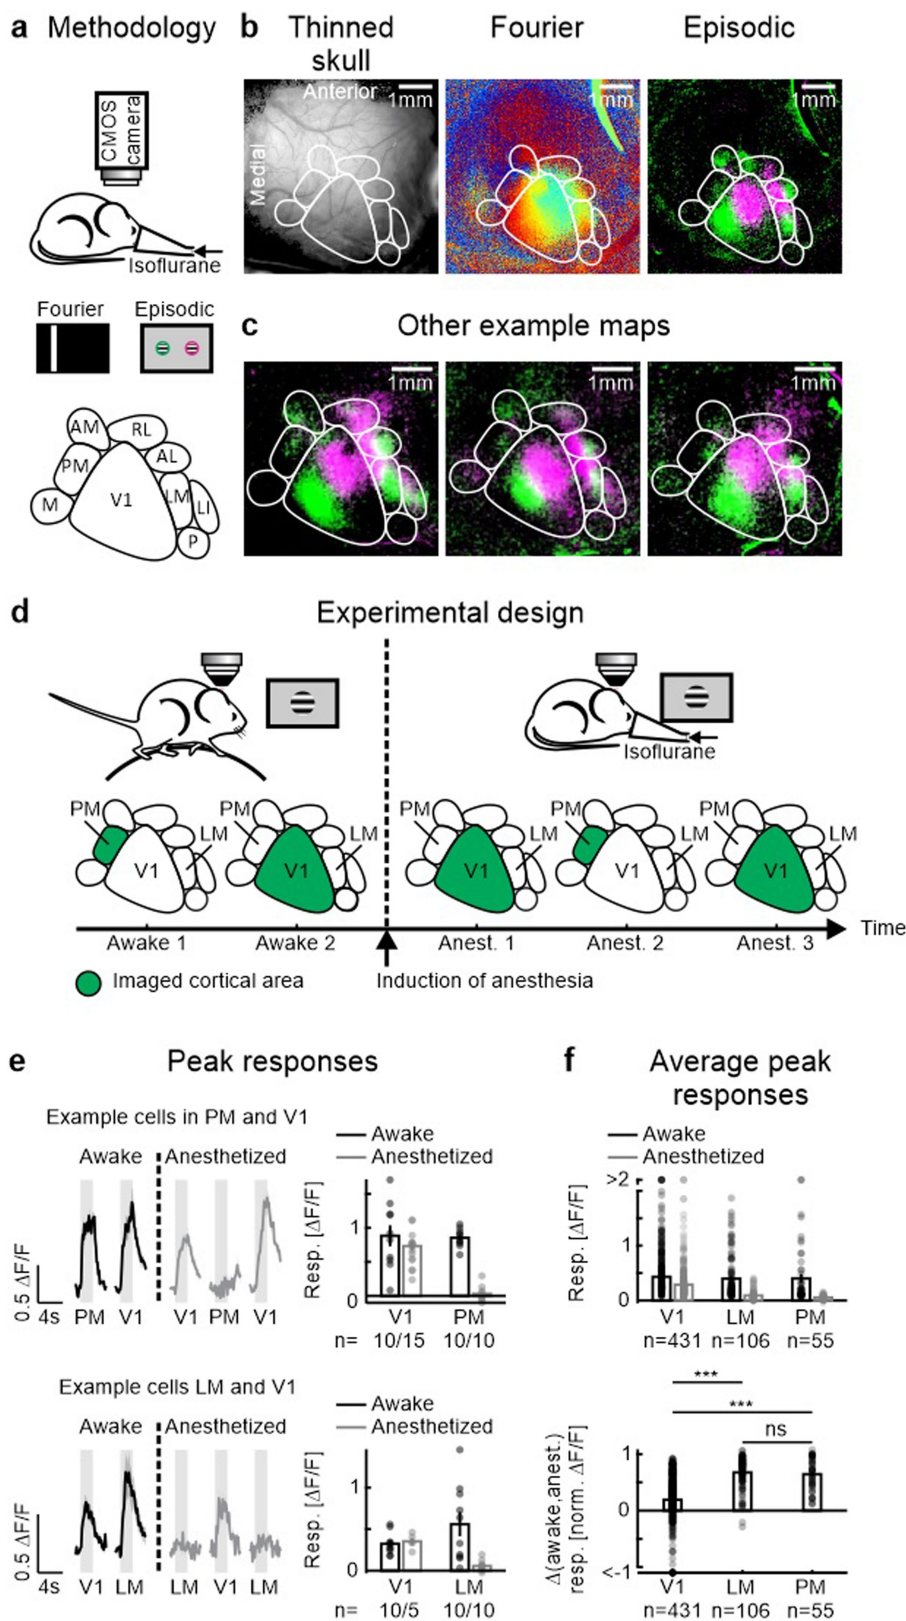 a Methodology
CMOS
camera
Isoflurane
Fourier Episodic
AM RL
PM AL
M V1 LM LI
P
b Thinned
skull Fourier Episodic
Anterior 1mm 1mm 1mm
Medial
c Other example maps
1mm 1mm 1mm
d Experimental design
Isoflurane
PM PM PM PM PM
LM LM LM LM LM
V1 V1 V1 V1 V1
Time
Awake 1 Awake 2 Anest. 1 Anest. 2 Anest. 3
Imaged cortical area Induction of anesthesia
e Peak responses
Example cells in PM and V1
Awake Anesthetized
0.5 ΔF/F
4s PM V1 V1 PM V1
Awake
Anesthetized
Resp. [ΔF/F]
1
0
V1 PM
n= 10/15 10/10
Example cells LM and V1
Awake Anesthetized
0.5 ΔF/F
4s V1 LM LM V1 LM
Awake
Anesthetized
Resp. [ΔF/F]
1
0
V1 LM
n= 10/5 10/10
f Average peak
responses
Awake
Anesthetized
Resp. [ΔF/F]
>2
1
0
V1 LM PM
n=431 n=106 n=55
***
***
ns
Δ(awake,anest.)
resp. [norm. ΔF/F]
1
0
<-1
V1 LM PM
n=431 n=106 n=55